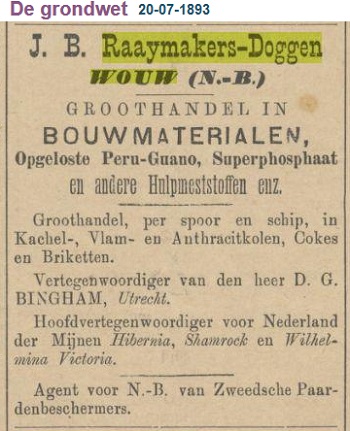 De grondwet 20-07-1893
J. B. Raaymakers-Doggen
WOUW (N.-B.)
GROOTHANDEL IN
BOUWMATERIALEN,
Opgeloste Peru-Guano, Superphosphaat
en andere Hulpmeststoffen enz.
Groothandel, per spoor en schip, in
Kachel-, Vlam- en Anthracitkolen, Cokes
en Briketten.
Vertegenwoordiger van den heer D. G.
BINGHAM, Utrecht.
Hoofdvertegenwoordiger voor Nederland
der Mijnen Hibernia, Shamrock en Wilhel-
mina Victoria.
Agent voor N.-B. van Zweedsche Paar-
denbeschermers.